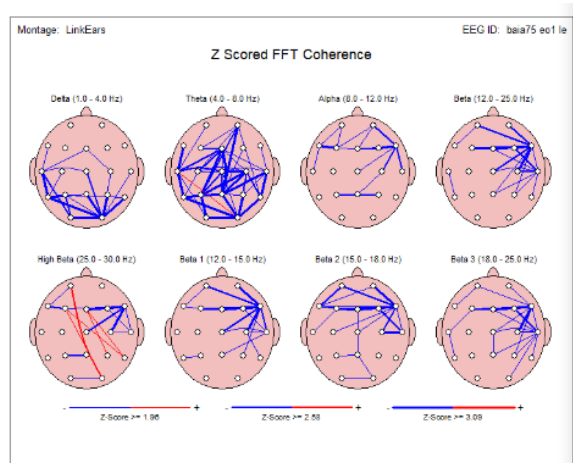 Montage: LinkEars EEG ID: baia75 eo1 le
Z Scored FFT Coherence
Delta (1.0 - 4.0 Hz) Theta (4.0 - 8.0 Hz) Alpha (8.0 - 12.0 Hz) Beta (12.0 - 25.0 Hz)
High Beta (25.0 - 30.0 Hz) Beta 1 (12.0 - 15.0 Hz) Beta 2 (15.0 - 18.0 Hz) Beta 3 (18.0 - 25.0 Hz)
- + - + - +
Z-Score >= 1.96 Z-Score >= 2.58 Z-Score >= 3.09